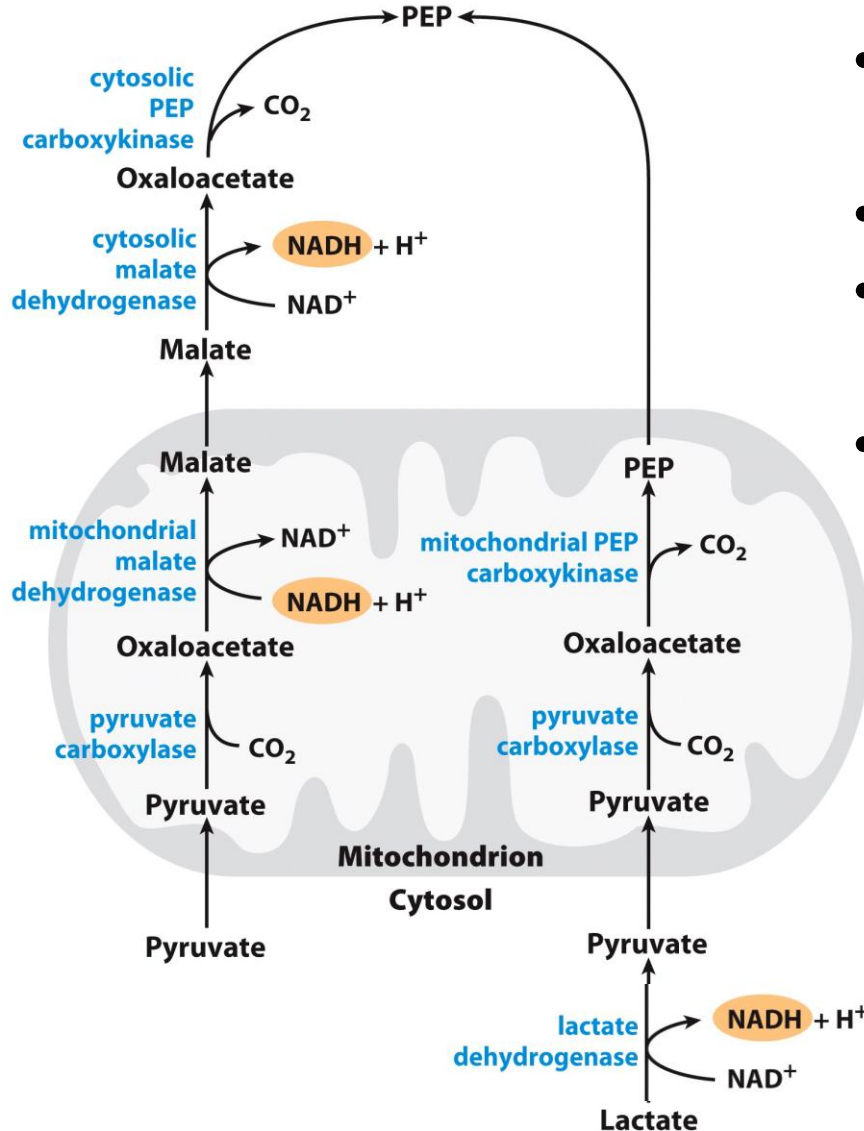 PEP
cytosolic
PEP
carboxykinase
CO₂
Oxaloacetate
cytosolic
malate
dehydrogenase
NADH + H⁺
NAD⁺
Malate
Malate
mitochondrial
malate
dehydrogenase
NAD⁺
NADH + H⁺
Oxaloacetate
pyruvate
carboxylase
CO₂
Pyruvate
Pyruvate
PEP
mitochondrial PEP
carboxykinase
CO₂
Oxaloacetate
pyruvate
carboxylase
CO₂
Pyruvate
Mitochondrion
Cytosol
Pyruvate
lactate
dehydrogenase
NADH + H⁺
NAD⁺
Lactate